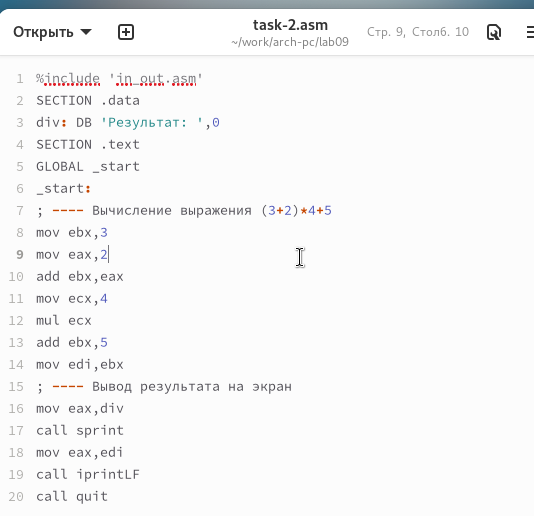 Открыть
task-2.asm
~/work/arch-pc/lab09
Стр. 9, Столб. 10
1 %include 'in_out.asm'
2 SECTION .data
3 div: DB 'Результат: ',0
4 SECTION .text
5 GLOBAL _start
6 _start:
7 ; ---- Вычисление выражения (3+2)*4+5
8 mov ebx,3
9 mov eax,2
10 add ebx,eax
11 mov ecx,4
12 mul ecx
13 add ebx,5
14 mov edi,ebx
15 ; ---- Вывод результата на экран
16 mov eax,div
17 call sprint
18 mov eax,edi
19 call iprintLF
20 call quit